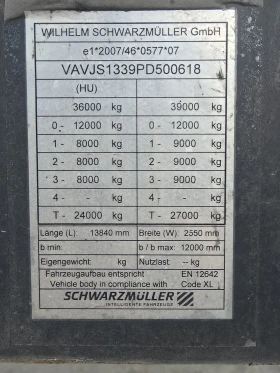 WILHELM SCHWARZMÜLLER GmbH
e1*2007/46*0577*07
VAVJS1339PD500618
(HU)
36000 kg 39000 kg
0- 12000 kg 0- 12000 kg
1- 8000 kg 1- 9000 kg
2- 8000 kg 2- 9000 kg
3- 8000 kg 3- 9000 kg
4- - kg 4- - kg
T- 24000 kg T- 27000 kg
Länge (L): 13840 mm Breite (W): 2550 mm
b min: b / b max: 12000 mm
Eigengewicht: kg Nutzlast: -- kg
Fahrzeugaufbau entspricht EN 12642
Vehicle body in compliance with Code XL
SCHWARZMÜLLER
INTELLIGENTE FAHRZEUGE